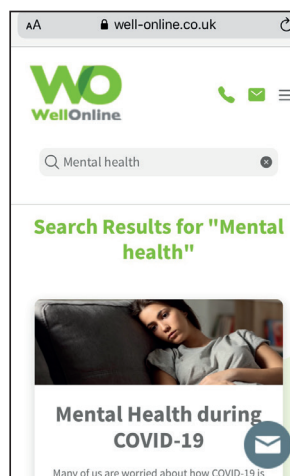 AA well-online.co.uk
WO
WellOnline
Mental health
Search Results for "Mental
health"
Mental Health during
COVID-19
Many of us are worried about how COVID-19 is